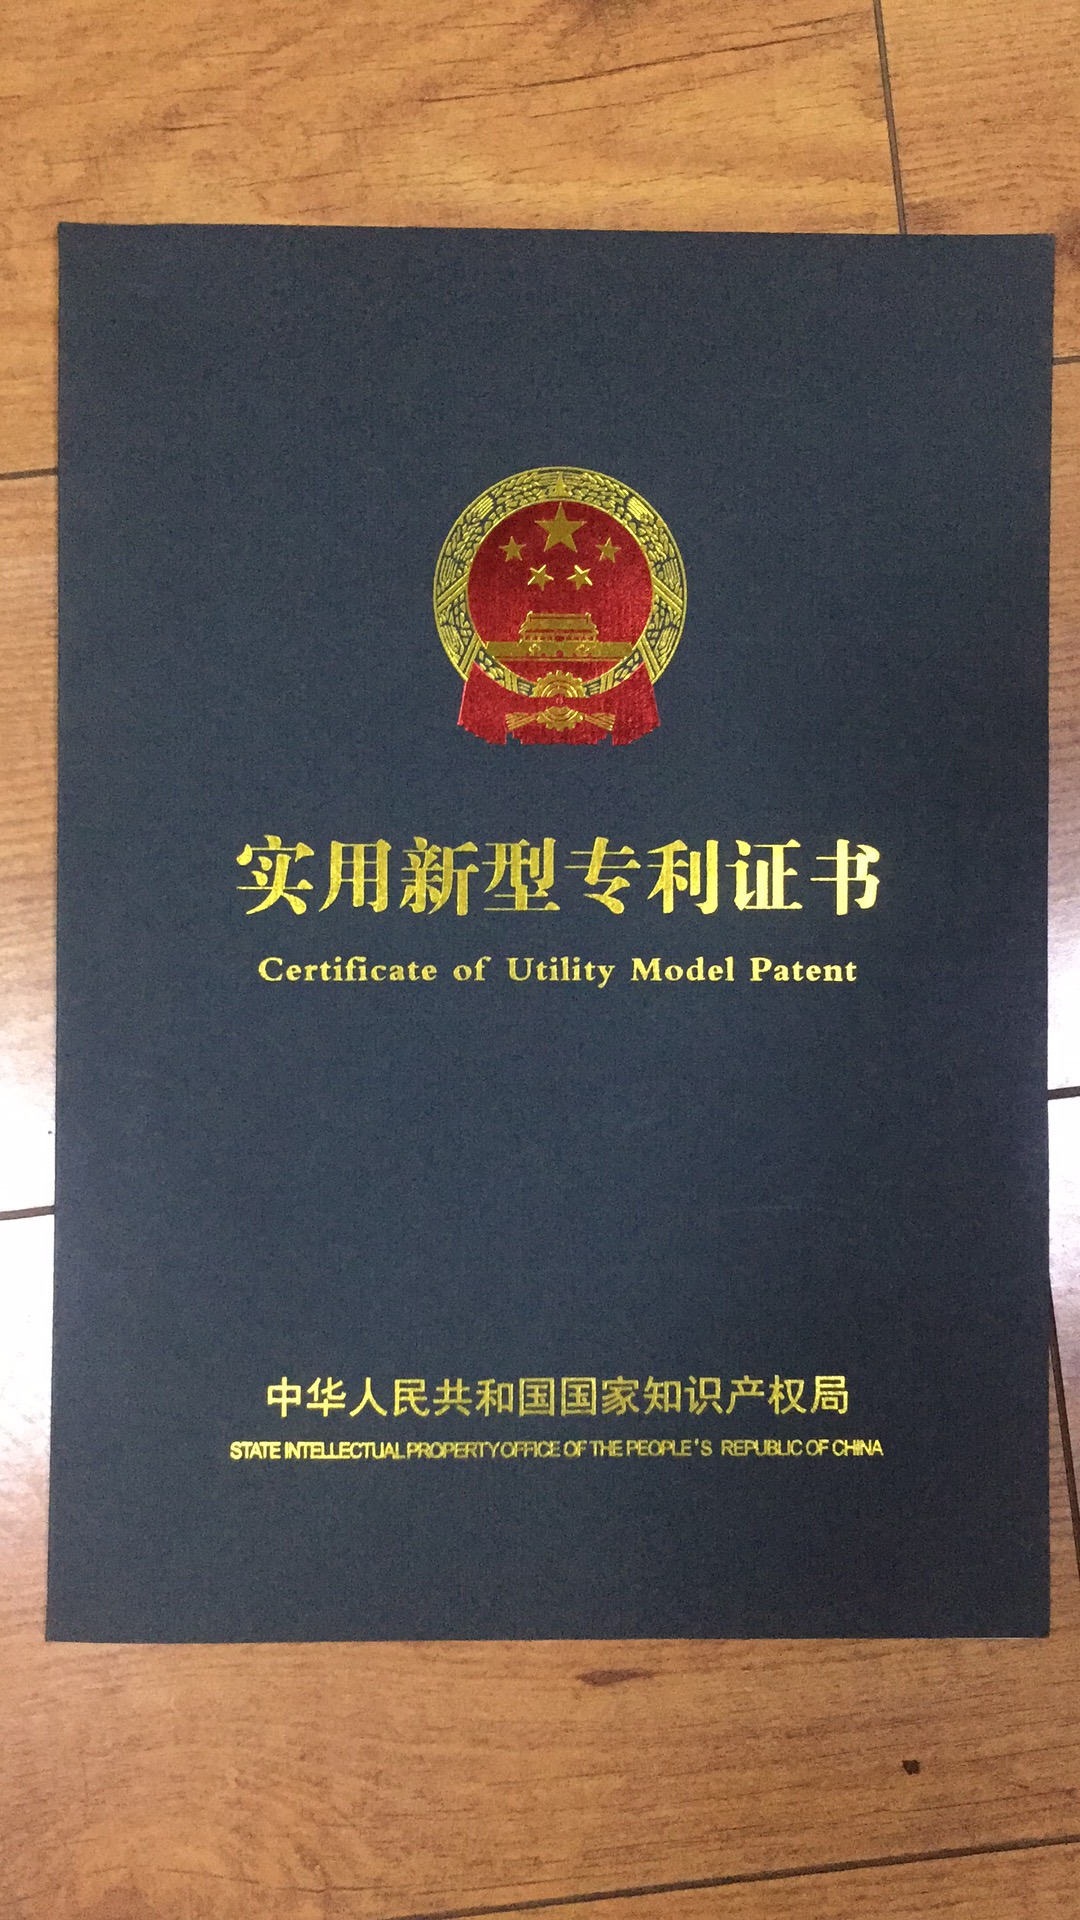 实用新型专利证书
Certificate of Utility Model Patent
中华人民共和国国家知识产权局
STATE INTELLECTUAL PROPERTY OFFICE OF THE PEOPLE'S REPUBLIC OF CHINA